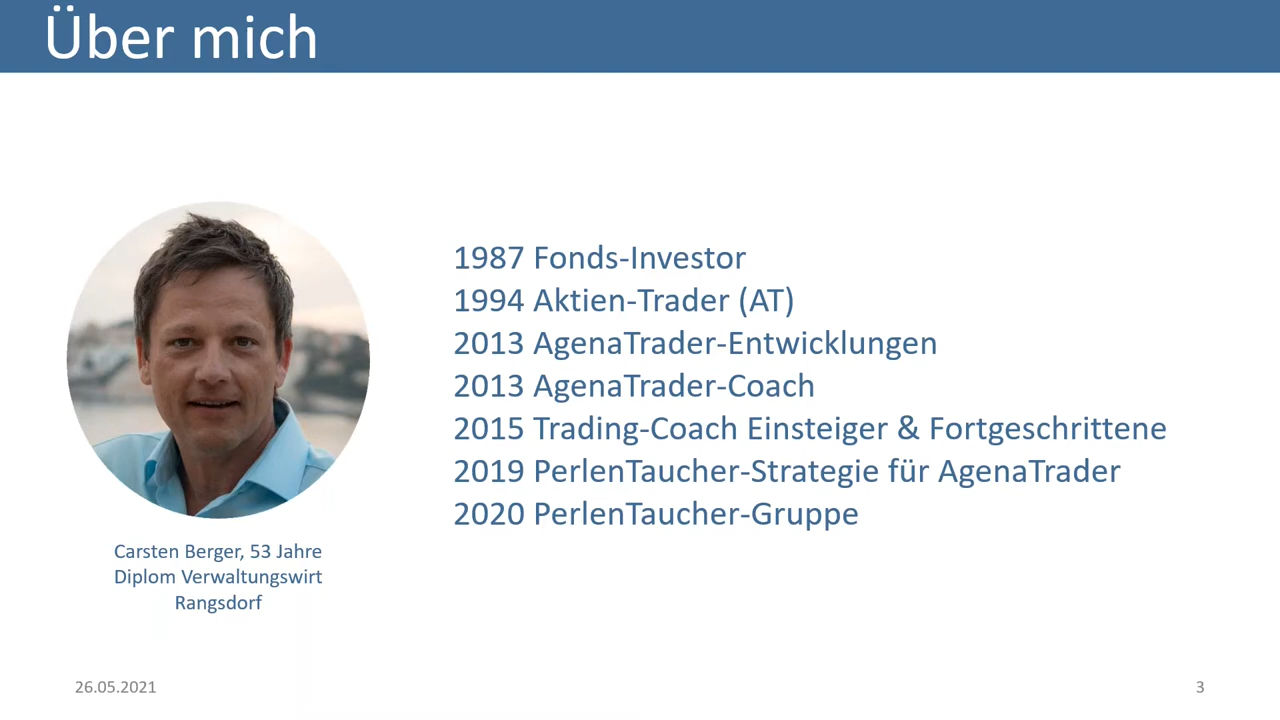 Über mich
1987 Fonds-Investor
1994 Aktien-Trader (AT)
2013 AgenaTrader-Entwicklungen
2013 AgenaTrader-Coach
2015 Trading-Coach Einsteiger & Fortgeschrittene
2019 PerlenTaucher-Strategie für AgenaTrader
2020 PerlenTaucher-Gruppe
Carsten Berger, 53 Jahre
Diplom Verwaltungswirt
Rangsdorf
26.05.2021
3